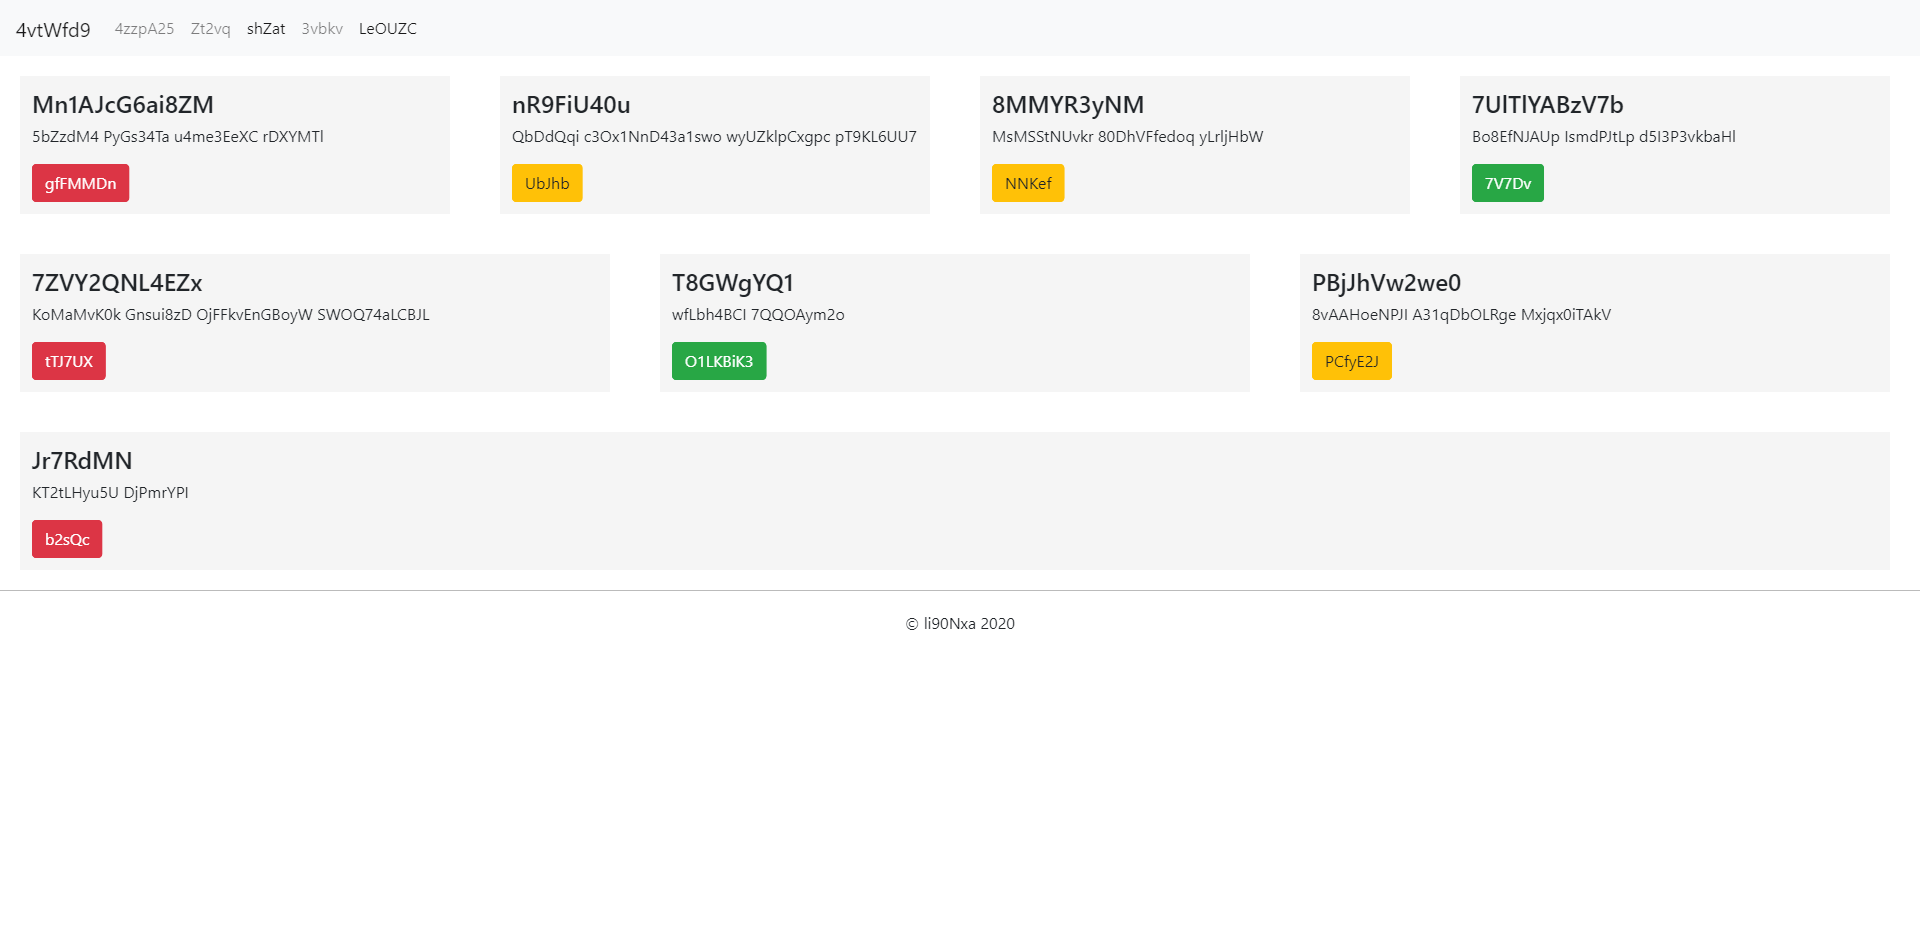 4vtWfd9 4zzpA25 Zt2vq shZat 3vbkv LeOUZC
Mn1AJcG6ai8ZM
5bZzdM4 PyGs34Ta u4me3EeXC rDXYMTl
gfFMMDn
nR9FiU40u
QbDdQqi c3Ox1NnD43a1swo wyUZklpCxgpc pT9KL6UU7
UbJhb
8MMYR3yNM
MsMSStNUvkr 80DhVFfedoq yLrljHbW
NNKef
7UlTlYABzV7b
Bo8EfNJAUp IsmdPJtLp d5I3P3vkbaHl
7V7Dv
7ZVY2QNL4EZx
KoMaMvK0k Gnsui8zD OjFFkvEnGBoyW SWOQ74aLCBJL
tTJ7UX
T8GWgYQ1
wfLbh4BCI 7QQOAym2o
O1LKBiK3
PBjJhVw2we0
8vAAHoeNPJI A31qDbOLRge Mxjqx0iTAkV
PCfyE2J
Jr7RdMN
KT2tLHyu5U DjPmrYPI
b2sQc
© li90Nxa 2020